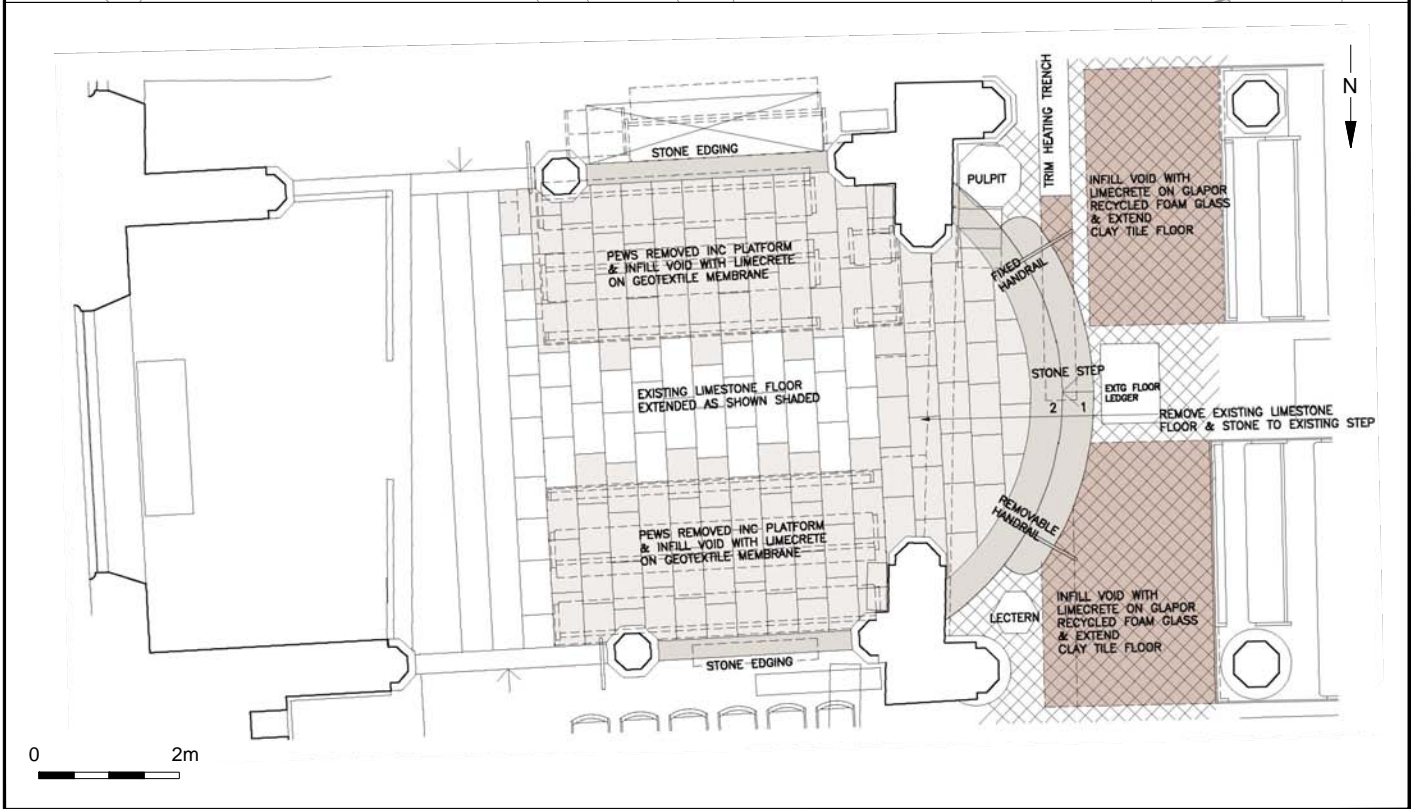 N
TRIM HEATING TRENCH
STONE EDGING
PULPIT
INFILL VOID WITH
LIMECRETE ON GLAPOR
RECYCLED FOAM GLASS
& EXTEND
CLAY TILE FLOOR
PEWS REMOVED INC PLATFORM
& INFILL VOID WITH LIMECRETE
ON GEOTEXTILE MEMBRANE
FIXED
HANDRAIL
STONE STEP
EXISTING LIMESTONE FLOOR
EXTENDED AS SHOWN SHADED
EXTG FLOOR
LEDGER
2 1
REMOVE EXISTING LIMESTONE
FLOOR & STONE TO EXISTING STEP
REMOVABLE
HANDRAIL
PEWS REMOVED INC PLATFORM
& INFILL VOID WITH LIMECRETE
ON GEOTEXTILE MEMBRANE
LECTERN
INFILL VOID WITH
LIMECRETE ON GLAPOR
RECYCLED FOAM GLASS
& EXTEND
CLAY TILE FLOOR
STONE EDGING
0 2m